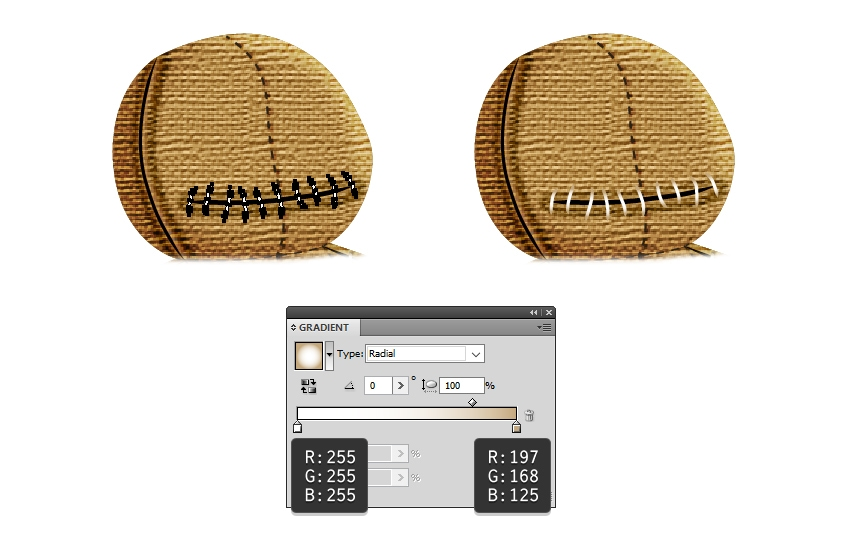 GRADIENT
Type: Radial
0 ° 100 %
%
%
R:255
G:255
B:255
R:197
G:168
B:125